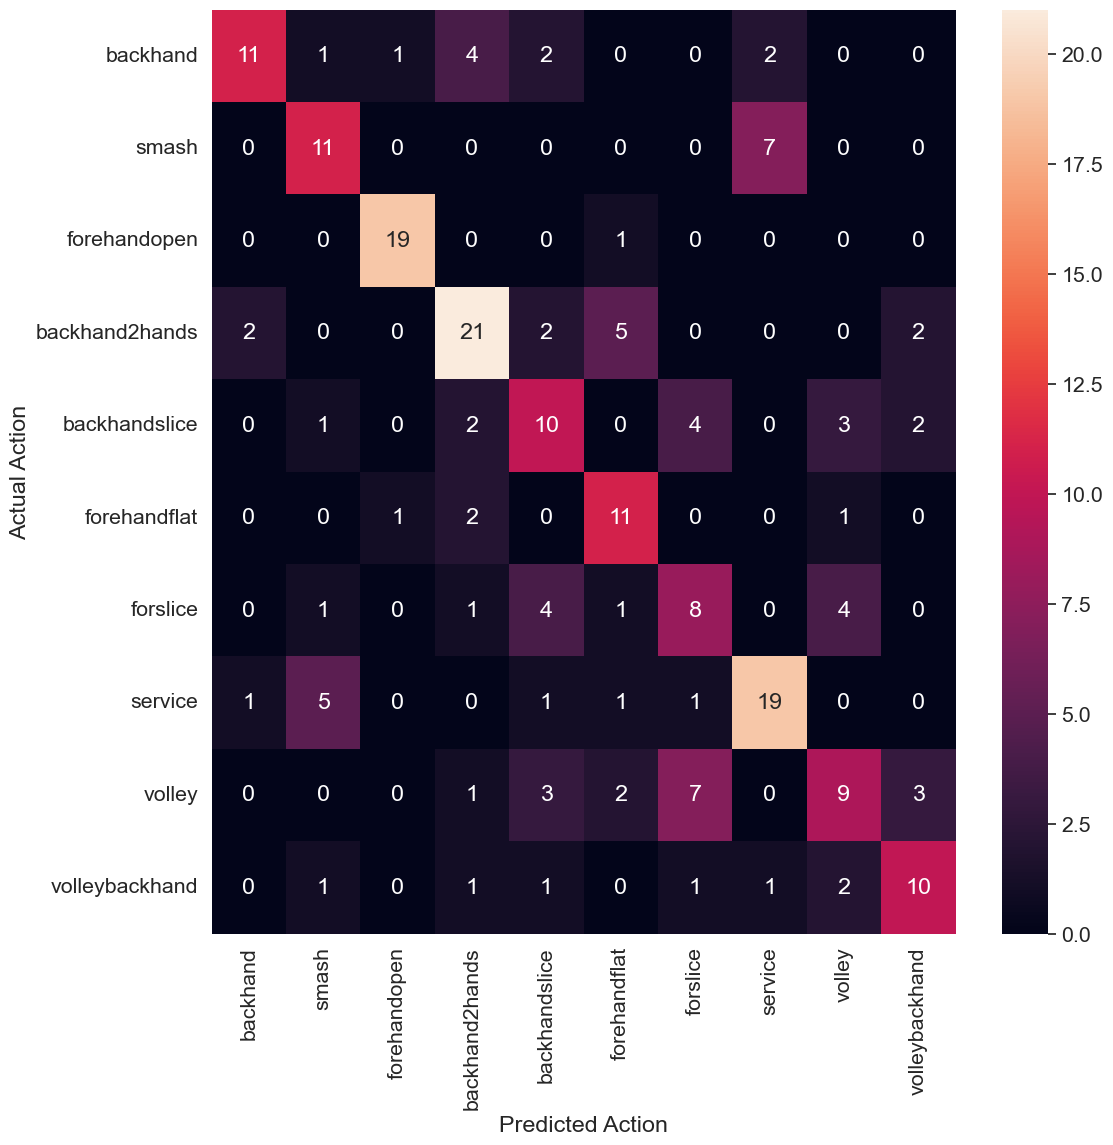 backhand 11 1 1 4 2 0 0 2 0 0
smash 0 11 0 0 0 0 0 7 0 0
forehandopen 0 0 19 0 0 1 0 0 0 0
backhand2hands 2 0 0 21 2 5 0 0 0 2
backhandslice 0 1 0 2 10 0 4 0 3 2
forehandflat 0 0 1 2 0 11 0 0 1 0
forslice 0 1 0 1 4 1 8 0 4 0
service 1 5 0 0 1 1 1 19 0 0
volley 0 0 0 1 3 2 7 0 9 3
volleybackhand 0 1 0 1 1 0 1 1 2 10
Actual Action
backhand
smash
forehandopen
backhand2hands
backhandslice
forehandflat
forslice
service
volley
volleybackhand
Predicted Action
20.0
17.5
15.0
12.5
10.0
7.5
5.0
2.5
0.0